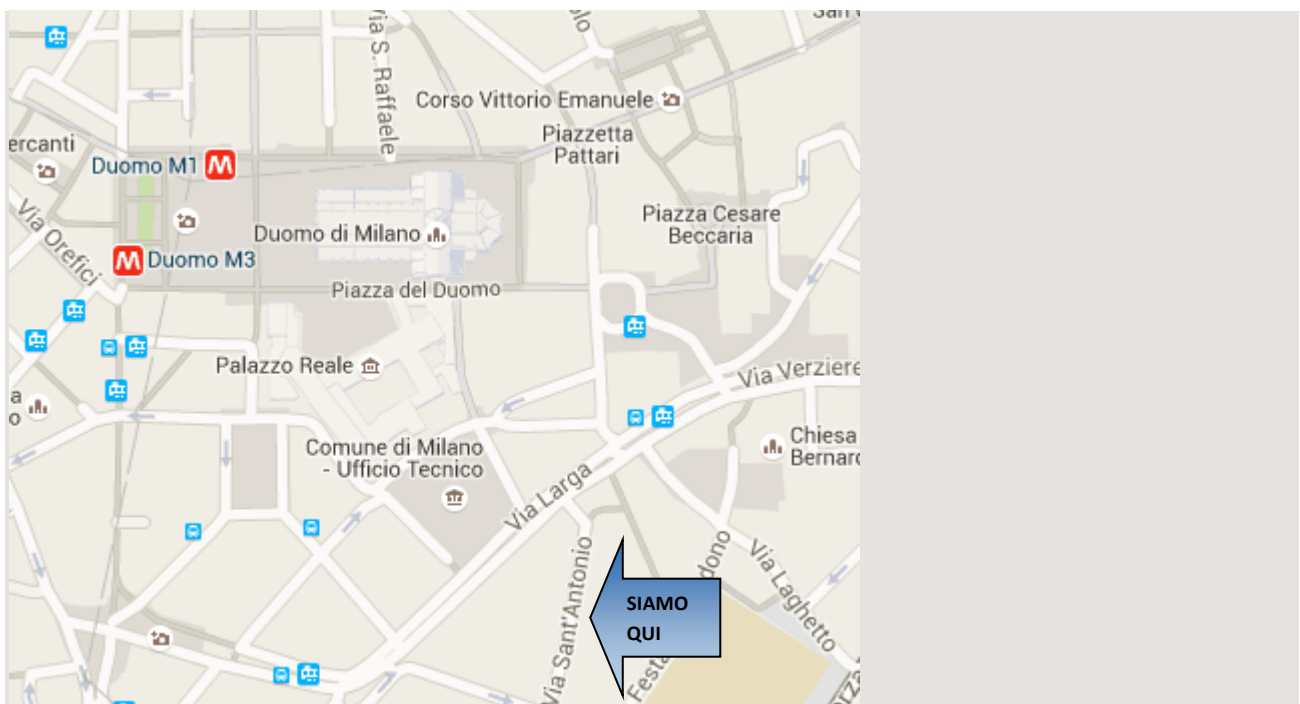 Via S. Raffaele
Corso Vittorio Emanuele
Piazzetta
Pattari
ercanti
Duomo M1
M
Via Orefici
Duomo di Milano
Piazza Cesare
Beccaria
M
Duomo M3
Piazza del Duomo
Palazzo Reale
Via Verziere
a
o
Chiesa
Bernard
Comune di Milano
- Ufficio Tecnico
Via Larga
Via Sant'Antonio
SIAMO
QUI
Festa
dono
Via Laghetto